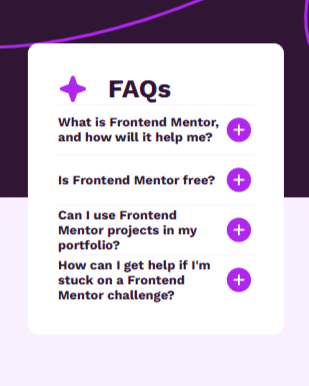 FAQs
What is Frontend Mentor,
and how will it help me?
Is Frontend Mentor free?
Can I use Frontend
Mentor projects in my
portfolio?
How can I get help if I'm
stuck on a Frontend
Mentor challenge?